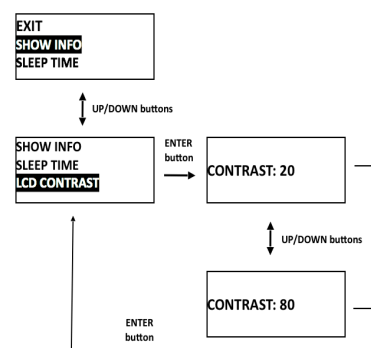 EXIT
SHOW INFO
SLEEP TIME
UP/DOWN buttons
SHOW INFO
SLEEP TIME
LCD CONTRAST
ENTER
button
CONTRAST: 20
UP/DOWN buttons
CONTRAST: 80
ENTER
button